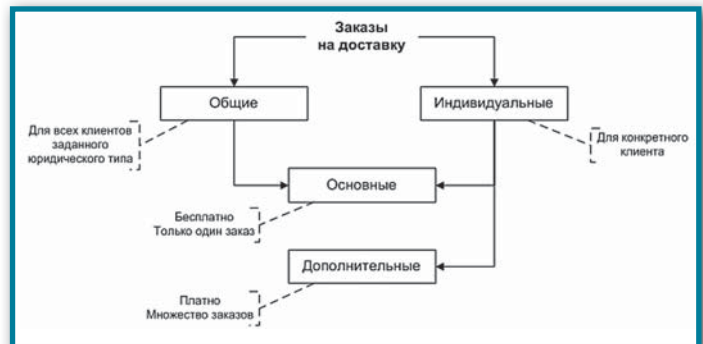 Заказы
на доставку
Общие
Индивидуальные
Для всех клиентов
заданного
юридического типа
Для конкретного
клиента
Основные
Бесплатно
Только один заказ
Дополнительные
Платно
Множество заказов